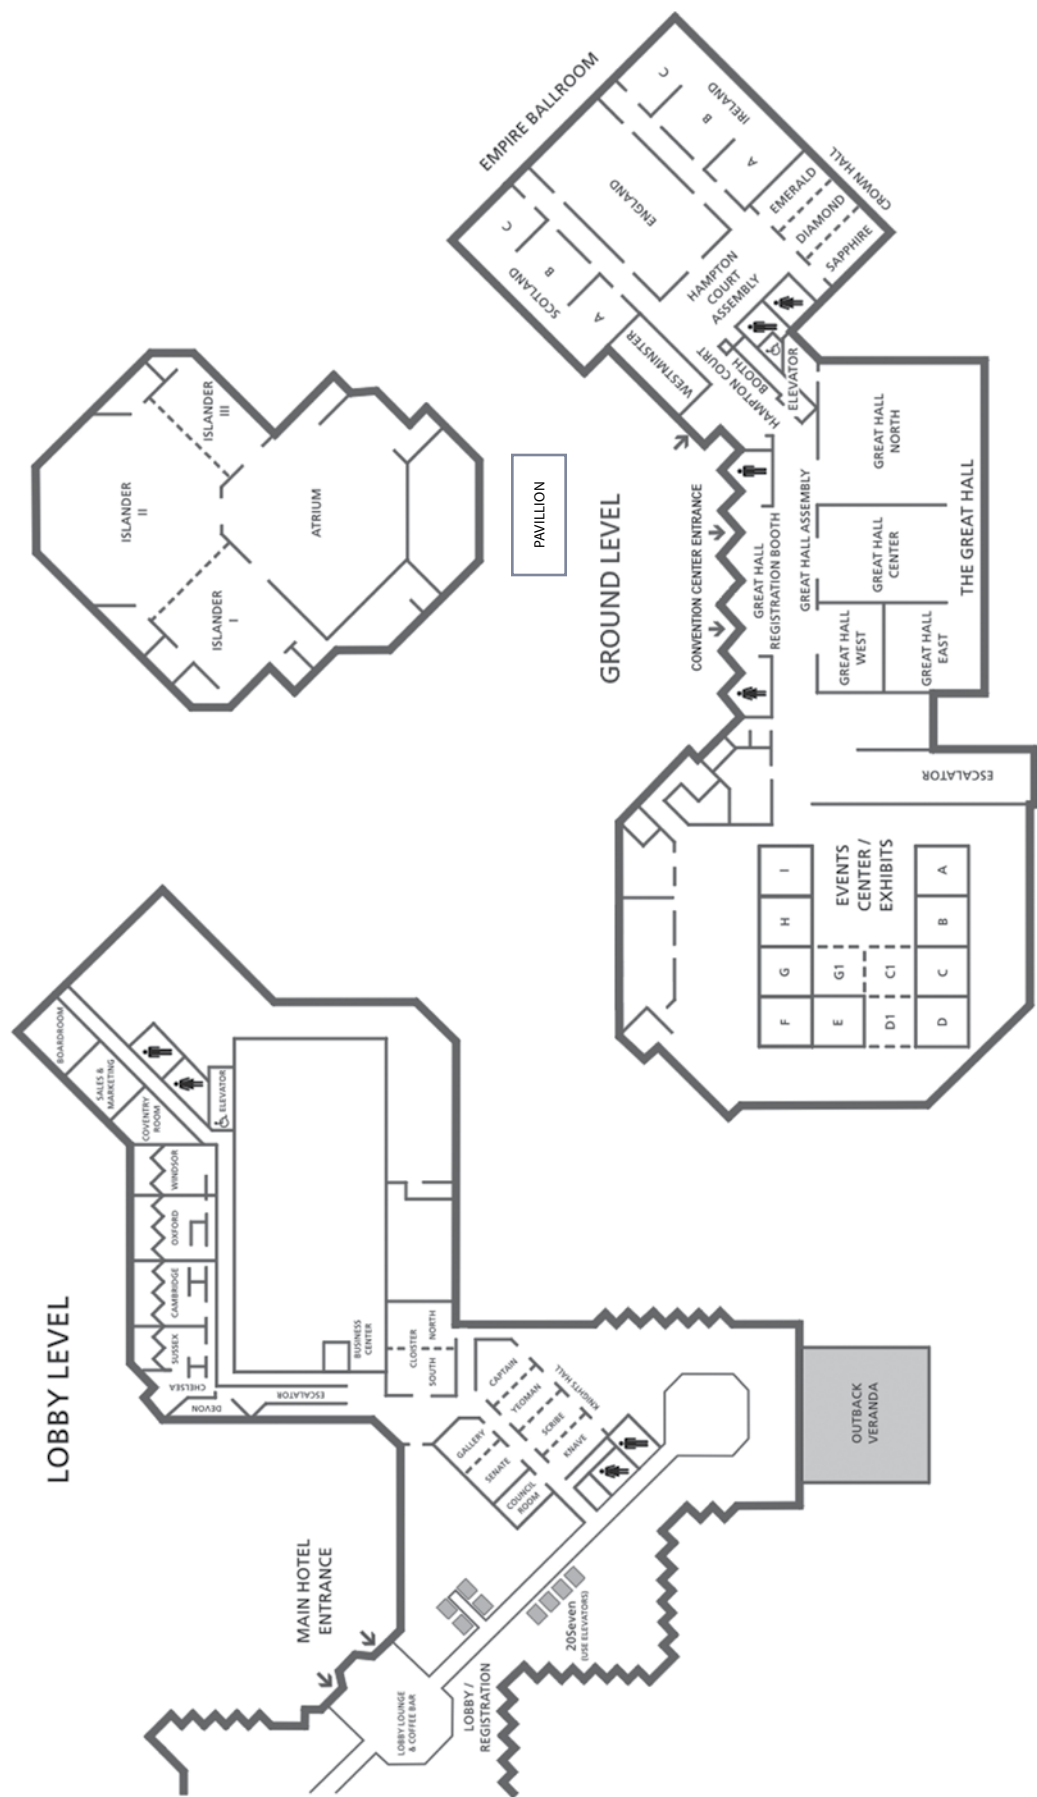 LOBBY LEVEL
BOARDROOM
SALES &
MARKETING
COVENTRY
ROOM
ELEVATOR
WINDSOR
OXFORD
CAMBRIDGE
SUSSEX
CHELSEA
DEVON
ESCALATOR
BUSINESS
CENTER
CLOISTER
NORTH
SOUTH
CAPTAIN
YEOMAN
SCRIBE
KNAVE
KNIGHTS HALL
GALLERY
SENATE
COUNCIL
ROOM
MAIN HOTEL
ENTRANCE
20Seven
(USE ELEVATORS)
LOBBY /
REGISTRATION
LOBBY LOUNGE
& COFFEE BAR
OUTBACK
VERANDA
ISLANDER
I
ISLANDER
II
ISLANDER
III
ATRIUM
PAVILLION
GROUND LEVEL
EMPIRE BALLROOM
C
B
A
IRELAND
ENGLAND
C
B
A
SCOTLAND
WESTMINSTER
EMERALD
DIAMOND
SAPPHIRE
CROWN HALL
HAMPTON
COURT
ASSEMBLY
HAMPTON COURT
BOOTH
ELEVATOR
CONVENTION CENTER ENTRANCE
GREAT HALL
REGISTRATION BOOTH
GREAT HALL ASSEMBLY
GREAT HALL
NORTH
GREAT HALL
CENTER
GREAT HALL
WEST
GREAT HALL
EAST
THE GREAT HALL
ESCALATOR
EVENTS
CENTER /
EXHIBITS
F
G
H
I
E
G1
D1
C1
D
C
B
A